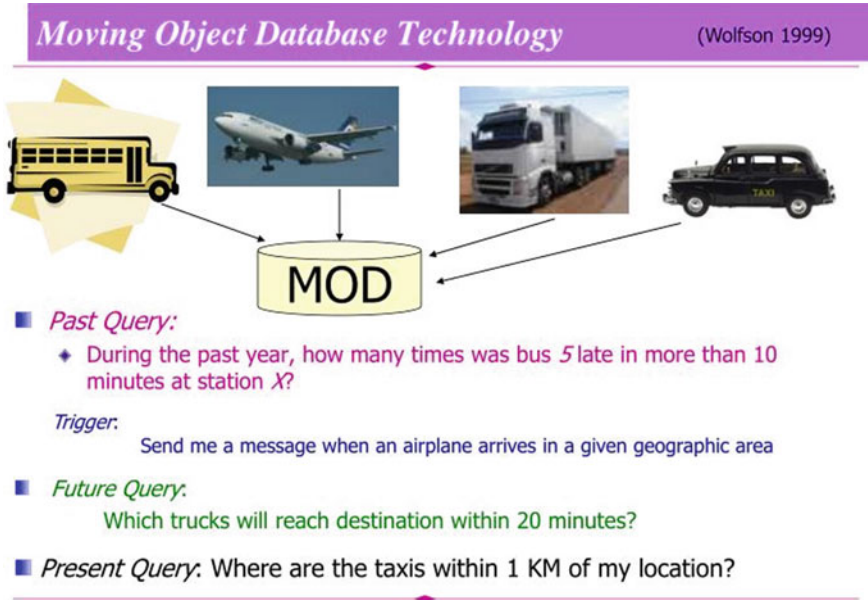 Moving Object Database Technology
(Wolfson 1999)
TAXI
MOD
Past Query:
During the past year, how many times was bus 5 late in more than 10
minutes at station X?
Trigger:
Send me a message when an airplane arrives in a given geographic area
Future Query:
Which trucks will reach destination within 20 minutes?
Present Query: Where are the taxis within 1 KM of my location?